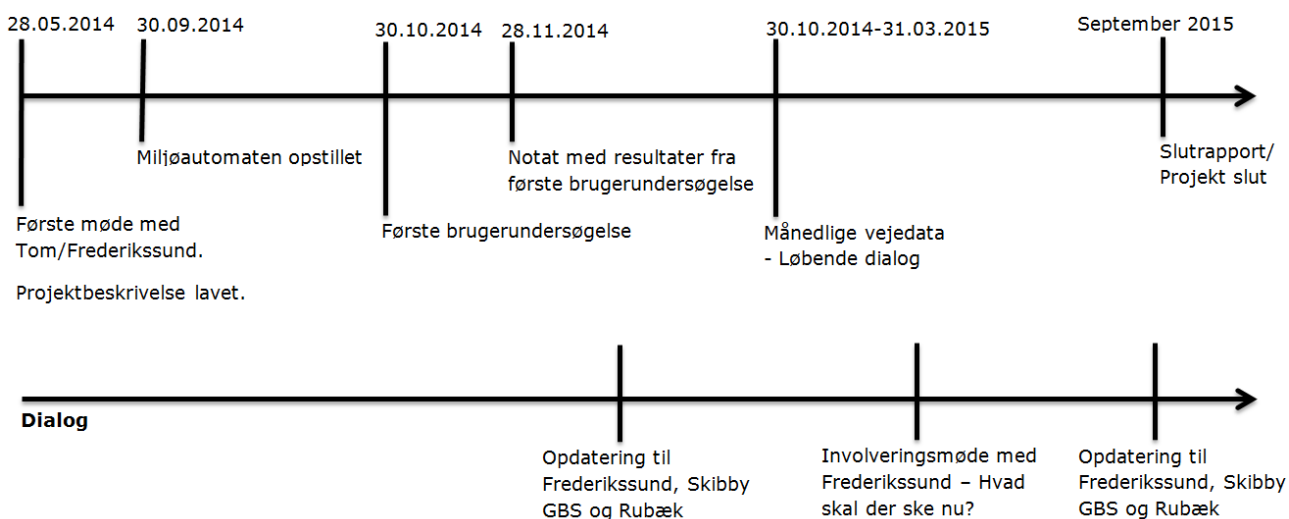 28.05.2014
30.09.2014
30.10.2014
28.11.2014
30.10.2014-31.03.2015
September 2015
Miljøautomaten opstillet
Notat med resultater fra
første brugerundersøgelse
Slutrapport/
Projekt slut
Første møde med
Tom/Frederikssund.
Projektbeskrivelse lavet.
Første brugerundersøgelse
Månedlige vejedata
- Løbende dialog
Dialog
Opdatering til
Frederikssund, Skibby
GBS og Rubæk
Involveringsmøde med
Frederikssund – Hvad
skal der ske nu?
Opdatering til
Frederikssund, Skibby
GBS og Rubæk